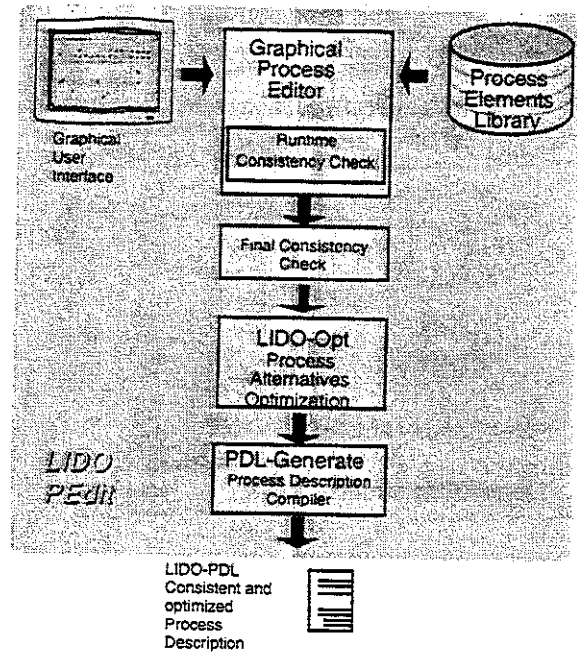 Graphical
Process
Editor
Process
Elements
Library
Graphical
User
Interface
Runtime
Consistency Check
Final Consistency
Check
LIDO-Opt
Process
Alternatives
Optimization
LIDO
PEdit
PDL-Generate
Process Description
Compiler
LIDO-PDL
Consistent and
optimized
Process
Description